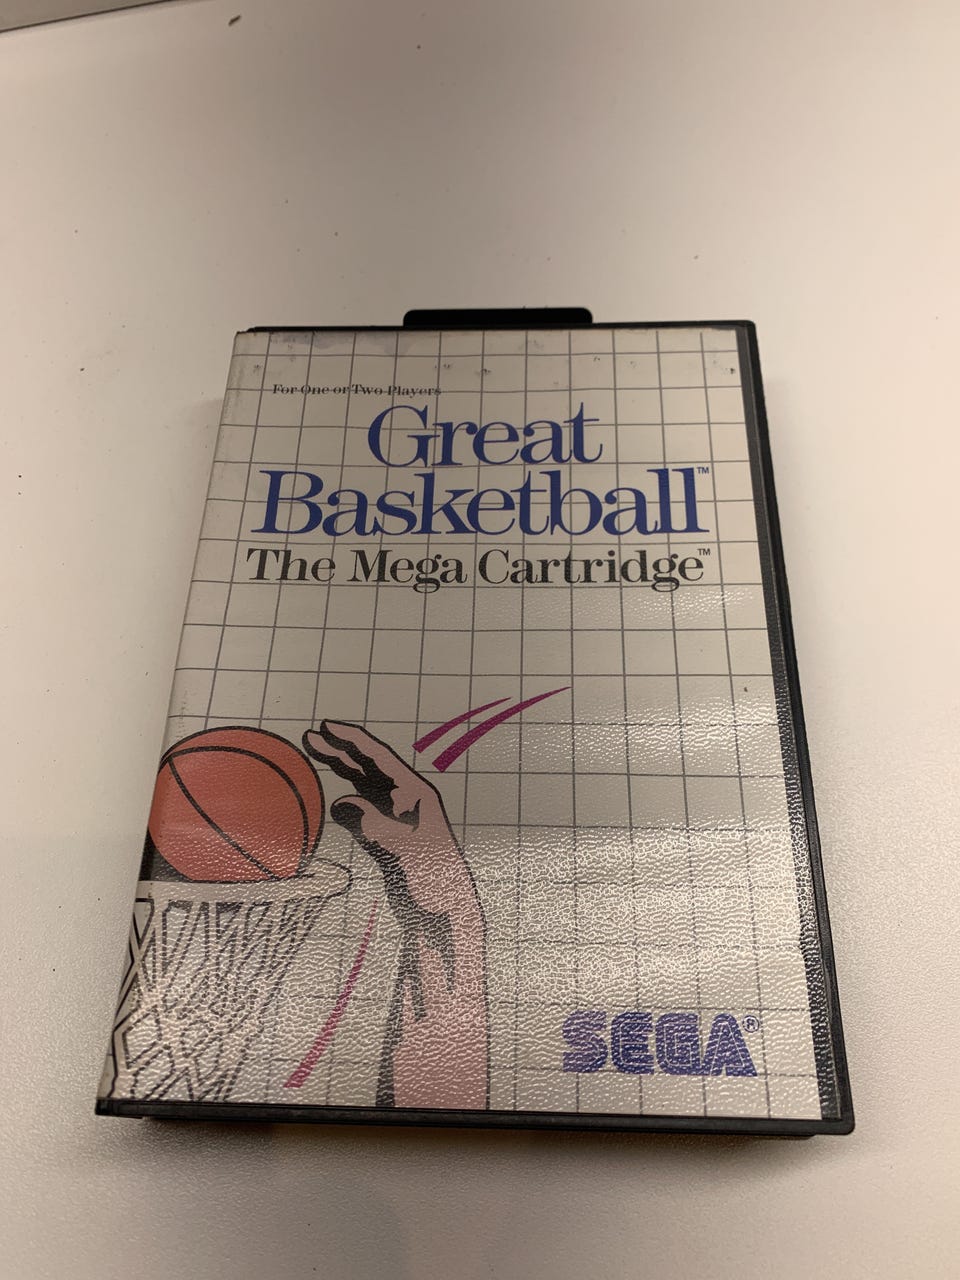 For One or Two Players
Great
Basketball™
The Mega Cartridge™
SEGA®